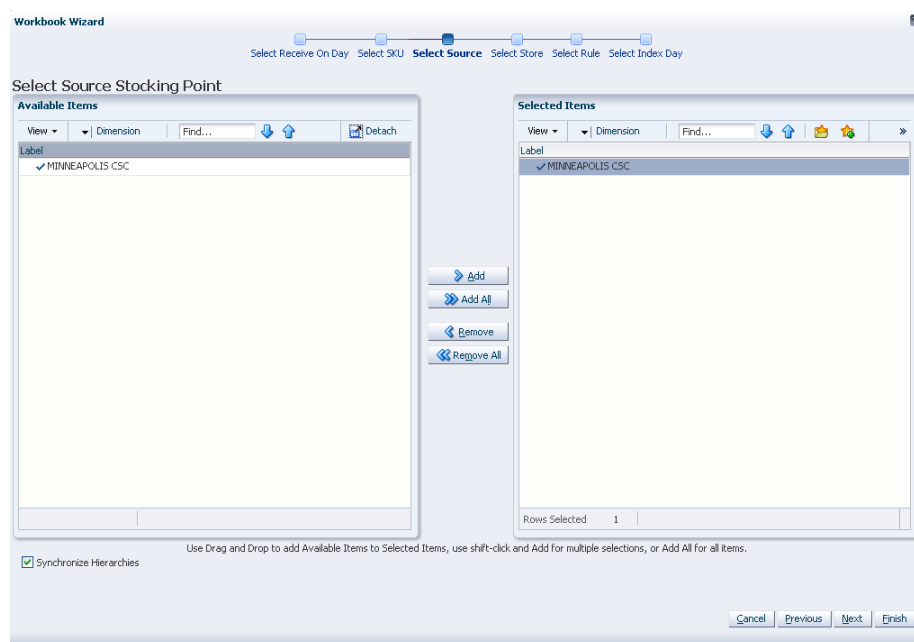 Workbook Wizard
Select Receive On Day Select SKU Select Source Select Store Select Rule Select Index Day
Select Source Stocking Point
Available Items
View Dimension Find... Detach
Label
MINNEAPOLIS CSC
Selected Items
View Dimension Find... »
Label
MINNEAPOLIS CSC
Add
Add All
Remove
Remove All
Rows Selected 1
Use Drag and Drop to add Available Items to Selected Items, use shift-click and Add for multiple selections, or Add All for all items.
Synchronize Hierarchies
Cancel Previous Next Finish